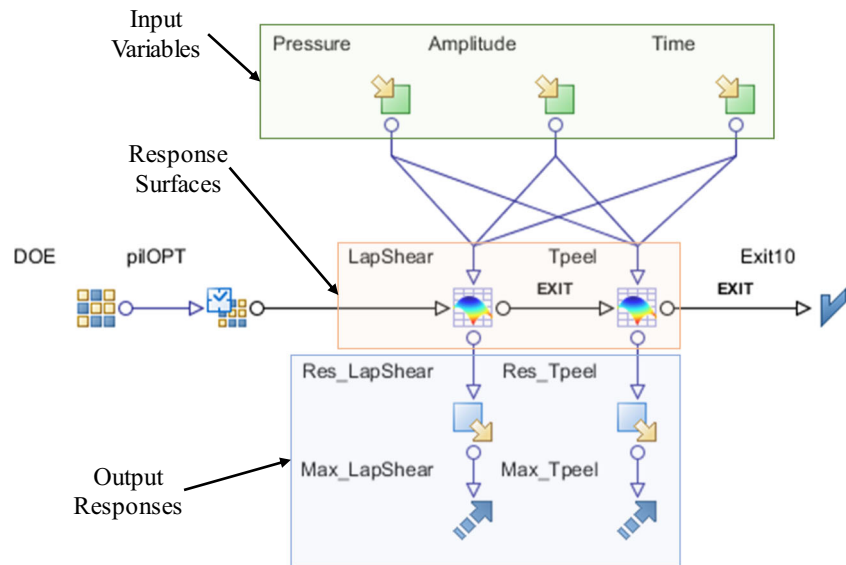 Input
Variables
Pressure
Amplitude
Time
Response
Surfaces
DOE
pilOPT
LapShear
Tpeel
Exit10
EXIT
EXIT
Res_LapShear
Res_Tpeel
Max_LapShear
Max_Tpeel
Output
Responses